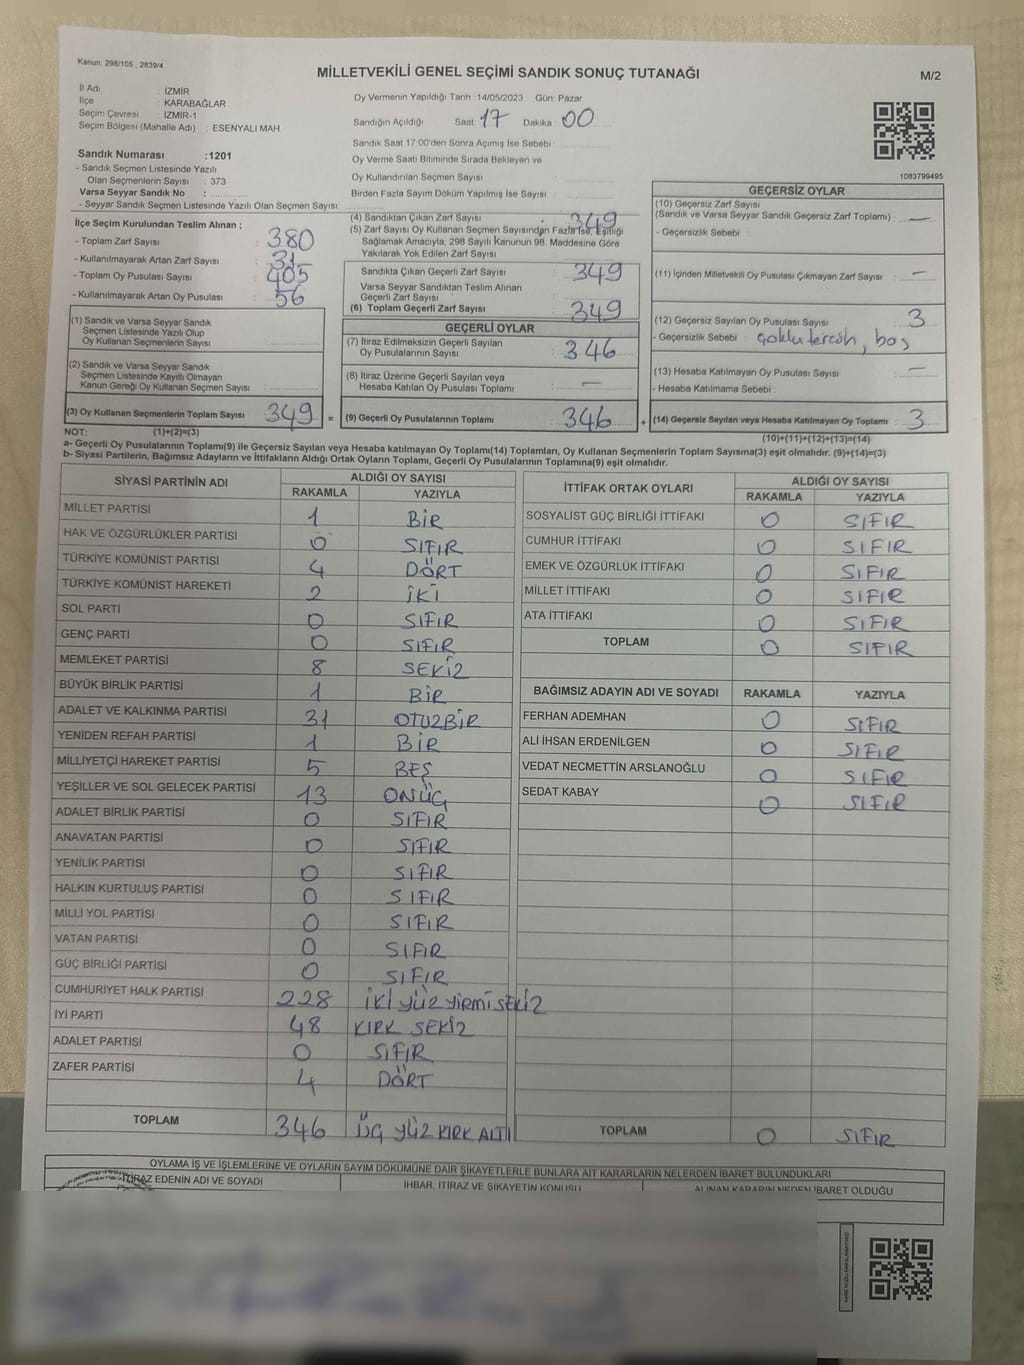 Kanun: 298/105 , 2839/4
MİLLETVEKİLİ GENEL SEÇİMİ SANDIK SONUÇ TUTANAĞI
M/2
İl Adı : İZMİR
İlçe : KARABAĞLAR
Seçim Çevresi : İZMİR-1
Seçim Bölgesi (Mahalle Adı) : ESENYALI MAH
Oy Vermenin Yapıldığı Tarih :14/05/2023 Gün: Pazar
Sandığın Açıldığı Saat : 17 Dakika : 00
Sandık Saat 17:00'den Sonra Açımış İse Sebebi :
Oy Verme Saati Bitiminde Sırada Bekleyen ve
Oy Kullandırılan Seçmen Sayısı :
Birden Fazla Sayım Döküm Yapılmış İse Sayısı :
Sandık Numarası :1201
- Sandık Seçmen Listesinde Yazılı
Olan Seçmenlerin Sayısı : 373
Varsa Seyyar Sandık No :
- Seyyar Sandık Seçmen Listesinde Yazılı Olan Seçmen Sayısı:
1083799495
İlçe Seçim Kurulundan Teslim Alınan ;
- Toplam Zarf Sayısı : 380
- Kullanılmayarak Artan Zarf Sayısı : 31
- Toplam Oy Pusulası Sayısı : 405
- Kullanılmayarak Artan Oy Pusulası : 56
(1) Sandık ve Varsa Seyyar Sandık
Seçmen Listesinde Yazılı Olup
Oy Kullanan Seçmenlerin Sayısı :
(2) Sandık ve Varsa Seyyar Sandık
Seçmen Listesinde Kayıtlı Olmayan
Kanun Gereği Oy Kullanan Seçmen Sayısı :
(3) Oy Kullanan Seçmenlerin Toplam Sayısı : 349 =
(4) Sandıktan Çıkan Zarf Sayısı : 349
(5) Zarf Sayısı Oy Kullanan Seçmen Sayısından Fazla İse, Eşitliği
Sağlamak Amacıyla, 298 Sayılı Kanunun 98. Maddesine Göre
Yakılarak Yok Edilen Zarf Sayısı :
Sandıkta Çıkan Geçerli Zarf Sayısı : 349
Varsa Seyyar Sandıktan Teslim Alınan
Geçerli Zarf Sayısı :
(6) Toplam Geçerli Zarf Sayısı : 349
GEÇERLİ OYLAR
(7) İtiraz Edilmeksizin Geçerli Sayılan
Oy Pusulalarının Sayısı : 346
(8) İtiraz Üzerine Geçerli Sayılan veya
Hesaba Katılan Oy Pusulası Toplamı : —
(9) Geçerli Oy Pusulalarının Toplamı : 346 +
GEÇERSİZ OYLAR
(10) Geçersiz Zarf Sayısı
(Sandık ve Varsa Seyyar Sandık Geçersiz Zarf Toplamı) : —
- Geçersizlik Sebebi :
(11) İçinden Milletvekili Oy Pusulası Çıkmayan Zarf Sayısı : —
(12) Geçersiz Sayılan Oy Pusulası Sayısı : 3
- Geçersizlik Sebebi : Çoklu tercih, boş
(13) Hesaba Katılmayan Oy Pusulası Sayısı : —
- Hesaba Katılmama Sebebi :
(14) Geçersiz Sayılan veya Hesaba Katılmayan Oy Toplamı : 3
NOT: (1)+(2)=(3)
(10)+(11)+(12)+(13)=(14)
a- Geçerli Oy Pusulalarının Toplamı(9) ile Geçersiz Sayılan veya Hesaba katılmayan Oy Toplamı(14) Toplamları, Oy Kullanan Seçmenlerin Toplam Sayısına(3) eşit olmalıdır. (9)+(14)=(3)
b- Siyasi Partilerin, Bağımsız Adayların ve İttifakların Aldığı Ortak Oyların Toplamı, Geçerli Oy Pusulalarının Toplamına(9) eşit olmalıdır.
SİYASİ PARTİNİN ADI ALDIĞI OY SAYISI
RAKAMLA YAZIYLA
MİLLET PARTİSİ 1 BİR
HAK VE ÖZGÜRLÜKLER PARTİSİ 0 SIFIR
TÜRKİYE KOMÜNİST PARTİSİ 4 DÖRT
TÜRKİYE KOMÜNİST HAREKETİ 2 İKİ
SOL PARTİ 0 SIFIR
GENÇ PARTİ 0 SIFIR
MEMLEKET PARTİSİ 8 SEKİZ
BÜYÜK BİRLİK PARTİSİ 1 BİR
ADALET VE KALKINMA PARTİSİ 31 OTUZBİR
YENİDEN REFAH PARTİSİ 1 BİR
MİLLİYETÇİ HAREKET PARTİSİ 5 BEŞ
YEŞİLLER VE SOL GELECEK PARTİSİ 13 ONÜÇ
ADALET BİRLİK PARTİSİ 0 SIFIR
ANAVATAN PARTİSİ 0 SIFIR
YENİLİK PARTİSİ 0 SIFIR
HALKIN KURTULUŞ PARTİSİ 0 SIFIR
MİLLİ YOL PARTİSİ 0 SIFIR
VATAN PARTİSİ 0 SIFIR
GÜÇ BİRLİĞİ PARTİSİ 0 SIFIR
CUMHURİYET HALK PARTİSİ 228 İKİ YÜZ YİRMİ SEKİZ
İYİ PARTİ 48 KIRK SEKİZ
ADALET PARTİSİ 0 SIFIR
ZAFER PARTİSİ 4 DÖRT
TOPLAM 346 ÜÇ YÜZ KIRK ALTI
İTTİFAK ORTAK OYLARI ALDIĞI OY SAYISI
RAKAMLA YAZIYLA
SOSYALİST GÜÇ BİRLİĞİ İTTİFAKI 0 SIFIR
CUMHUR İTTİFAKI 0 SIFIR
EMEK VE ÖZGÜRLÜK İTTİFAKI 0 SIFIR
MİLLET İTTİFAKI 0 SIFIR
ATA İTTİFAKI 0 SIFIR
TOPLAM 0 SIFIR
BAĞIMSIZ ADAYIN ADI VE SOYADI RAKAMLA YAZIYLA
FERHAN ADEMHAN 0 SIFIR
ALİ İHSAN ERDENİLGEN 0 SIFIR
VEDAT NECMETTİN ARSLANOĞLU 0 SIFIR
SEDAT KABAY 0 SIFIR
TOPLAM 0 SIFIR
OYLAMA İŞ VE İŞLEMLERİNE VE OYLARIN SAYIM DÖKÜMÜNE DAİR ŞİKAYETLERLE BUNLARA AİT KARARLARIN NELERDEN İBARET BULUNDUKLARI
İTİRAZ EDENİN ADI VE SOYADI İHBAR, İTİRAZ VE ŞİKAYETİN KONUSU ALINAN KARARIN NEDEN İBARET OLDUĞU